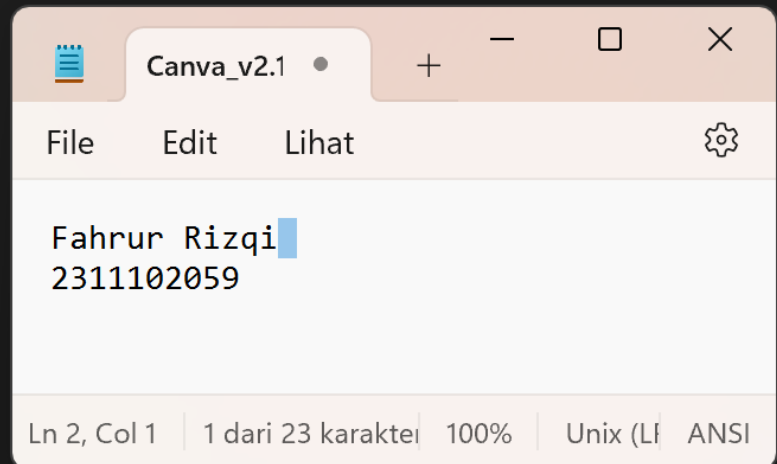 Canva_v2.1
File Edit Lihat
Fahrur Rizqi
2311102059
Ln 2, Col 1 1 dari 23 karakter 100% Unix (LF ANSI